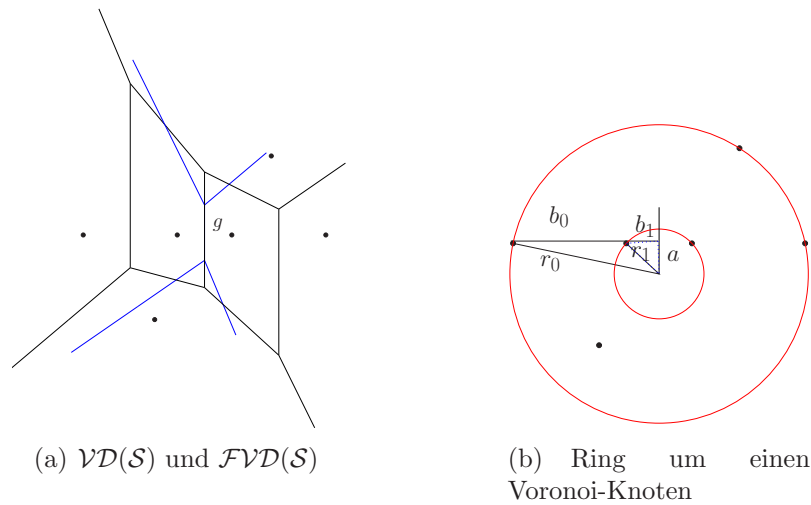 g
b₀
b₁
r₁
a
r₀
(a) 𝒱𝒟(𝒮) und ℱ𝒱𝒟(𝒮)
(b) Ring um einen
Voronoi-Knoten